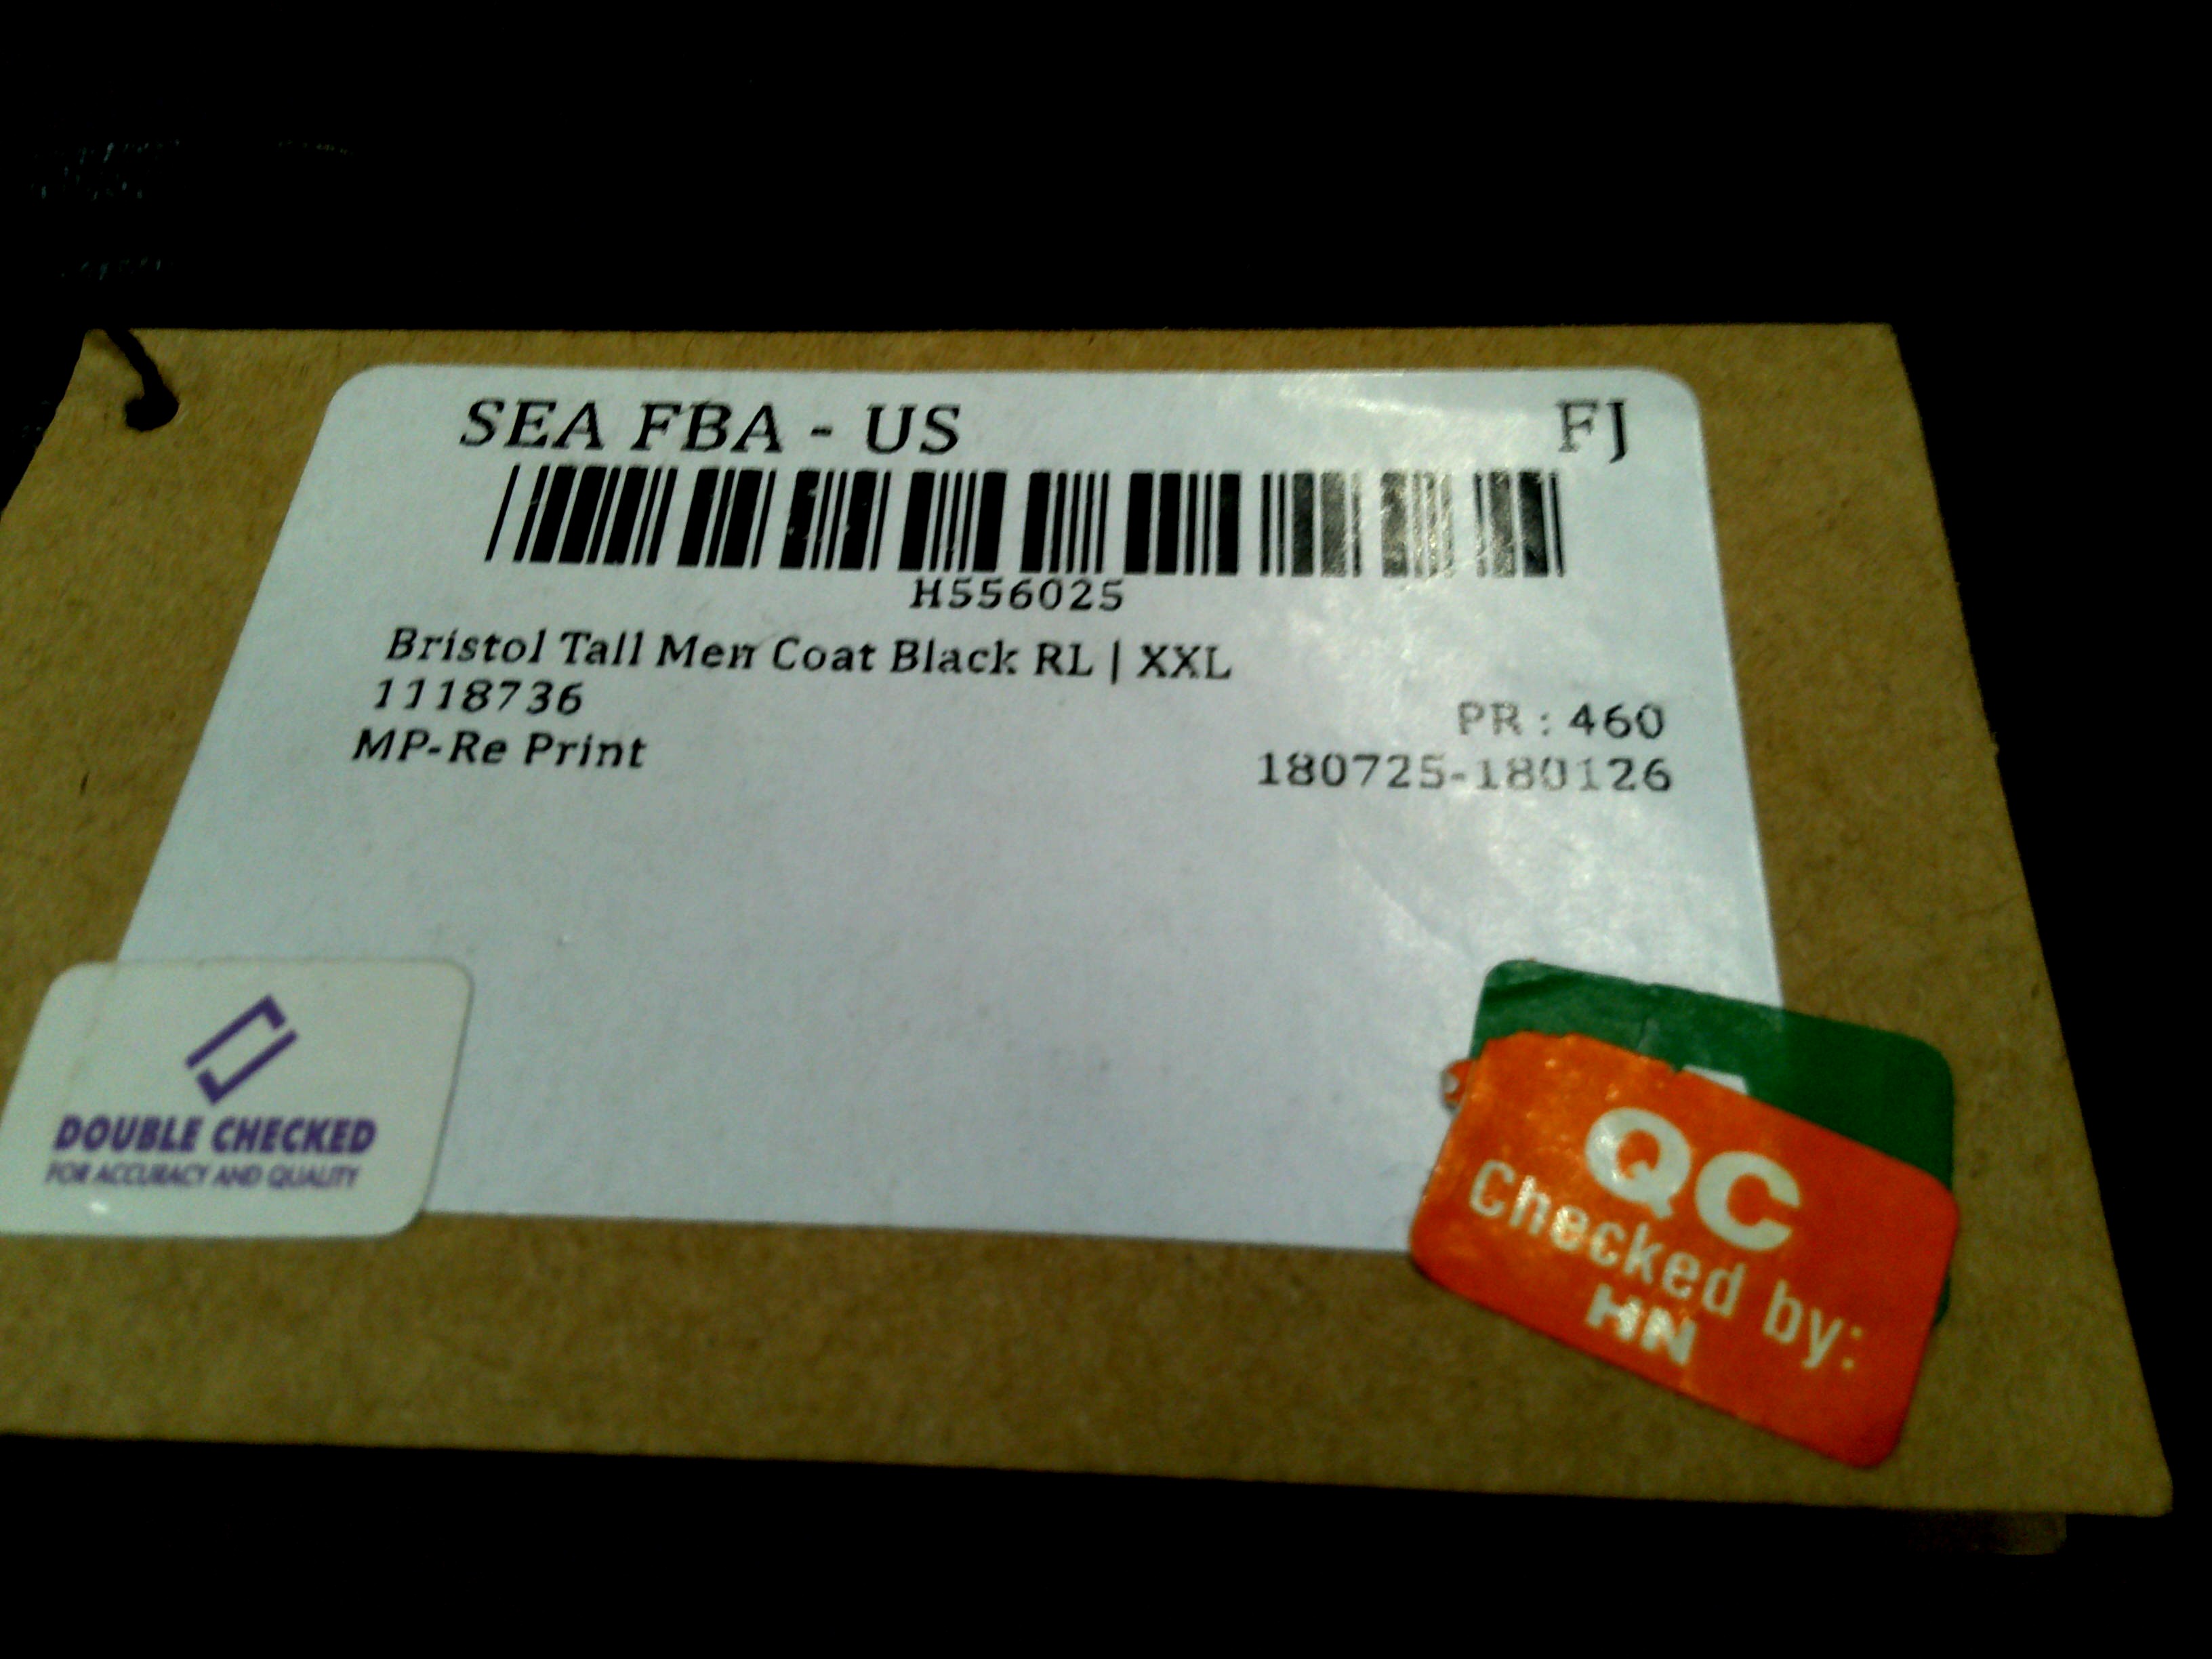 SEA FBA - US
FJ
H556025
Bristol Tall Men Coat Black RL | XXL
1118736
PR : 460
MP-Re Print
180725-180126
DOUBLE CHECKED
FOR ACCURACY AND QUALITY
QC
Checked by:
HN